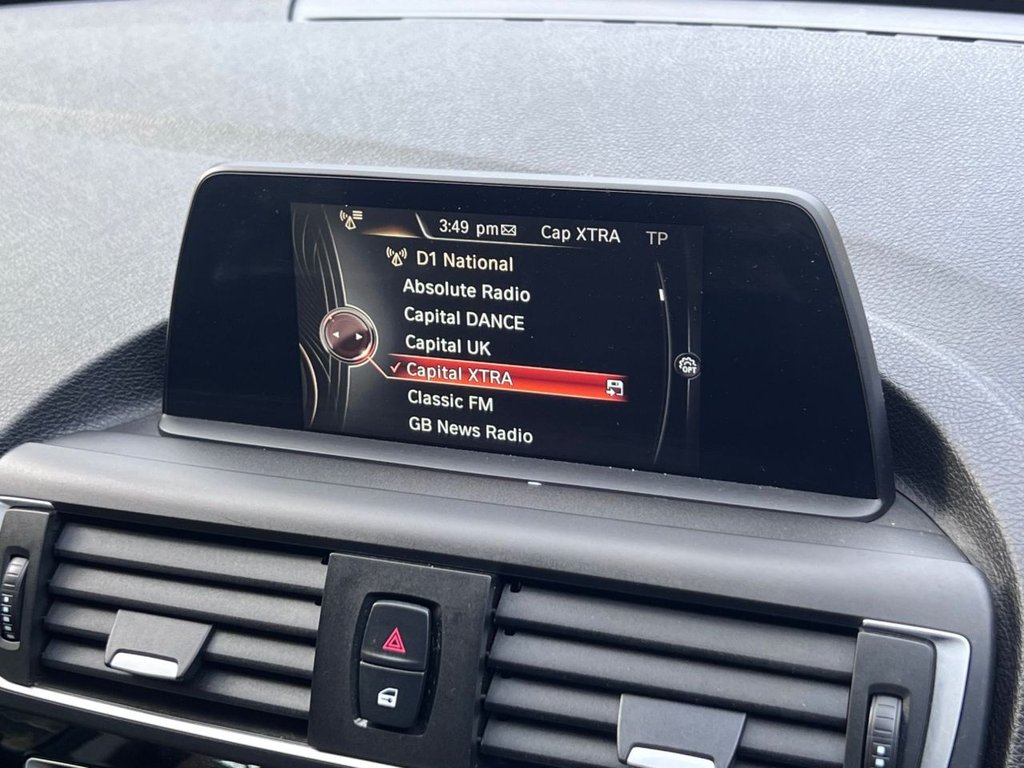 3:49 pm Cap XTRA TP
D1 National
Absolute Radio
Capital DANCE
Capital UK
Capital XTRA
OPT
Classic FM
GB News Radio